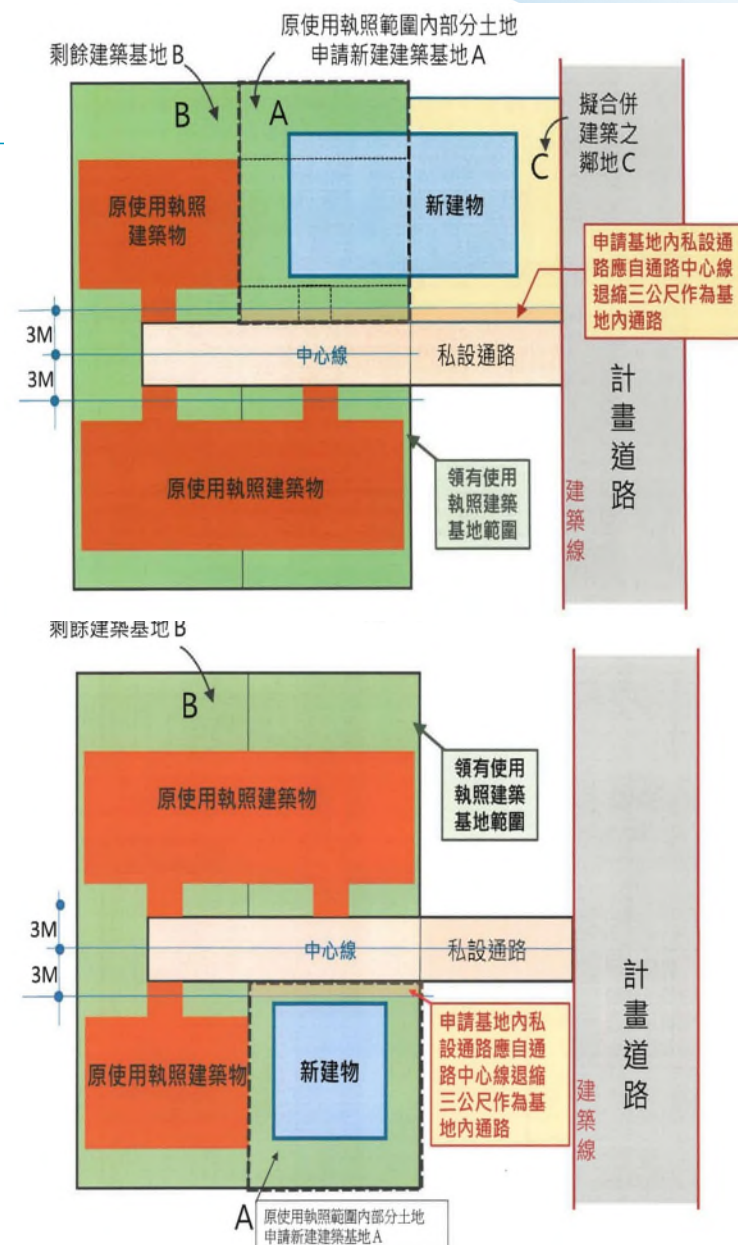 原使用執照範圍內部分土地
申請新建建築基地A
剩餘建築基地B
B
A
擬合併
建築之
鄰地C
C
原使用執照
建築物
新建物
申請基地內私設通
路應自通路中心線
退縮三公尺作為基
地內通路
3M
3M
中心線
私設通路
原使用執照建築物
領有使用
執照建築
基地範圍
建築線
計畫道路
剩餘建築基地B
B
領有使用
執照建築
基地範圍
原使用執照建築物
3M
3M
中心線
私設通路
計畫道路
申請基地內私
設通路應自通
路中心線退縮
三公尺作為基
地內通路
原使用執照建築物
新建物
建築線
A
原使用執照範圍內部分土地
申請新建建築基地A